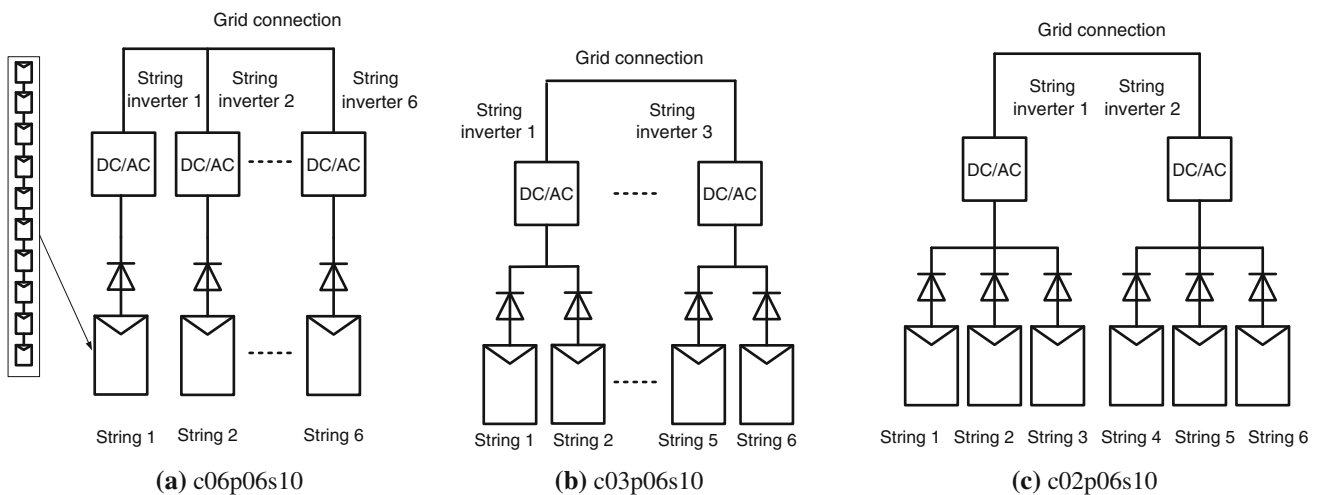 Grid connection
String
inverter 1
String
inverter 2
String
inverter 6
DC/AC
DC/AC
DC/AC
String 1
String 2
String 6
(a) c06p06s10
Grid connection
String
inverter 1
String
inverter 3
DC/AC
DC/AC
String 1
String 2
String 5
String 6
(b) c03p06s10
Grid connection
String
inverter 1
String
inverter 2
DC/AC
DC/AC
String 1
String 2
String 3
String 4
String 5
String 6
(c) c02p06s10